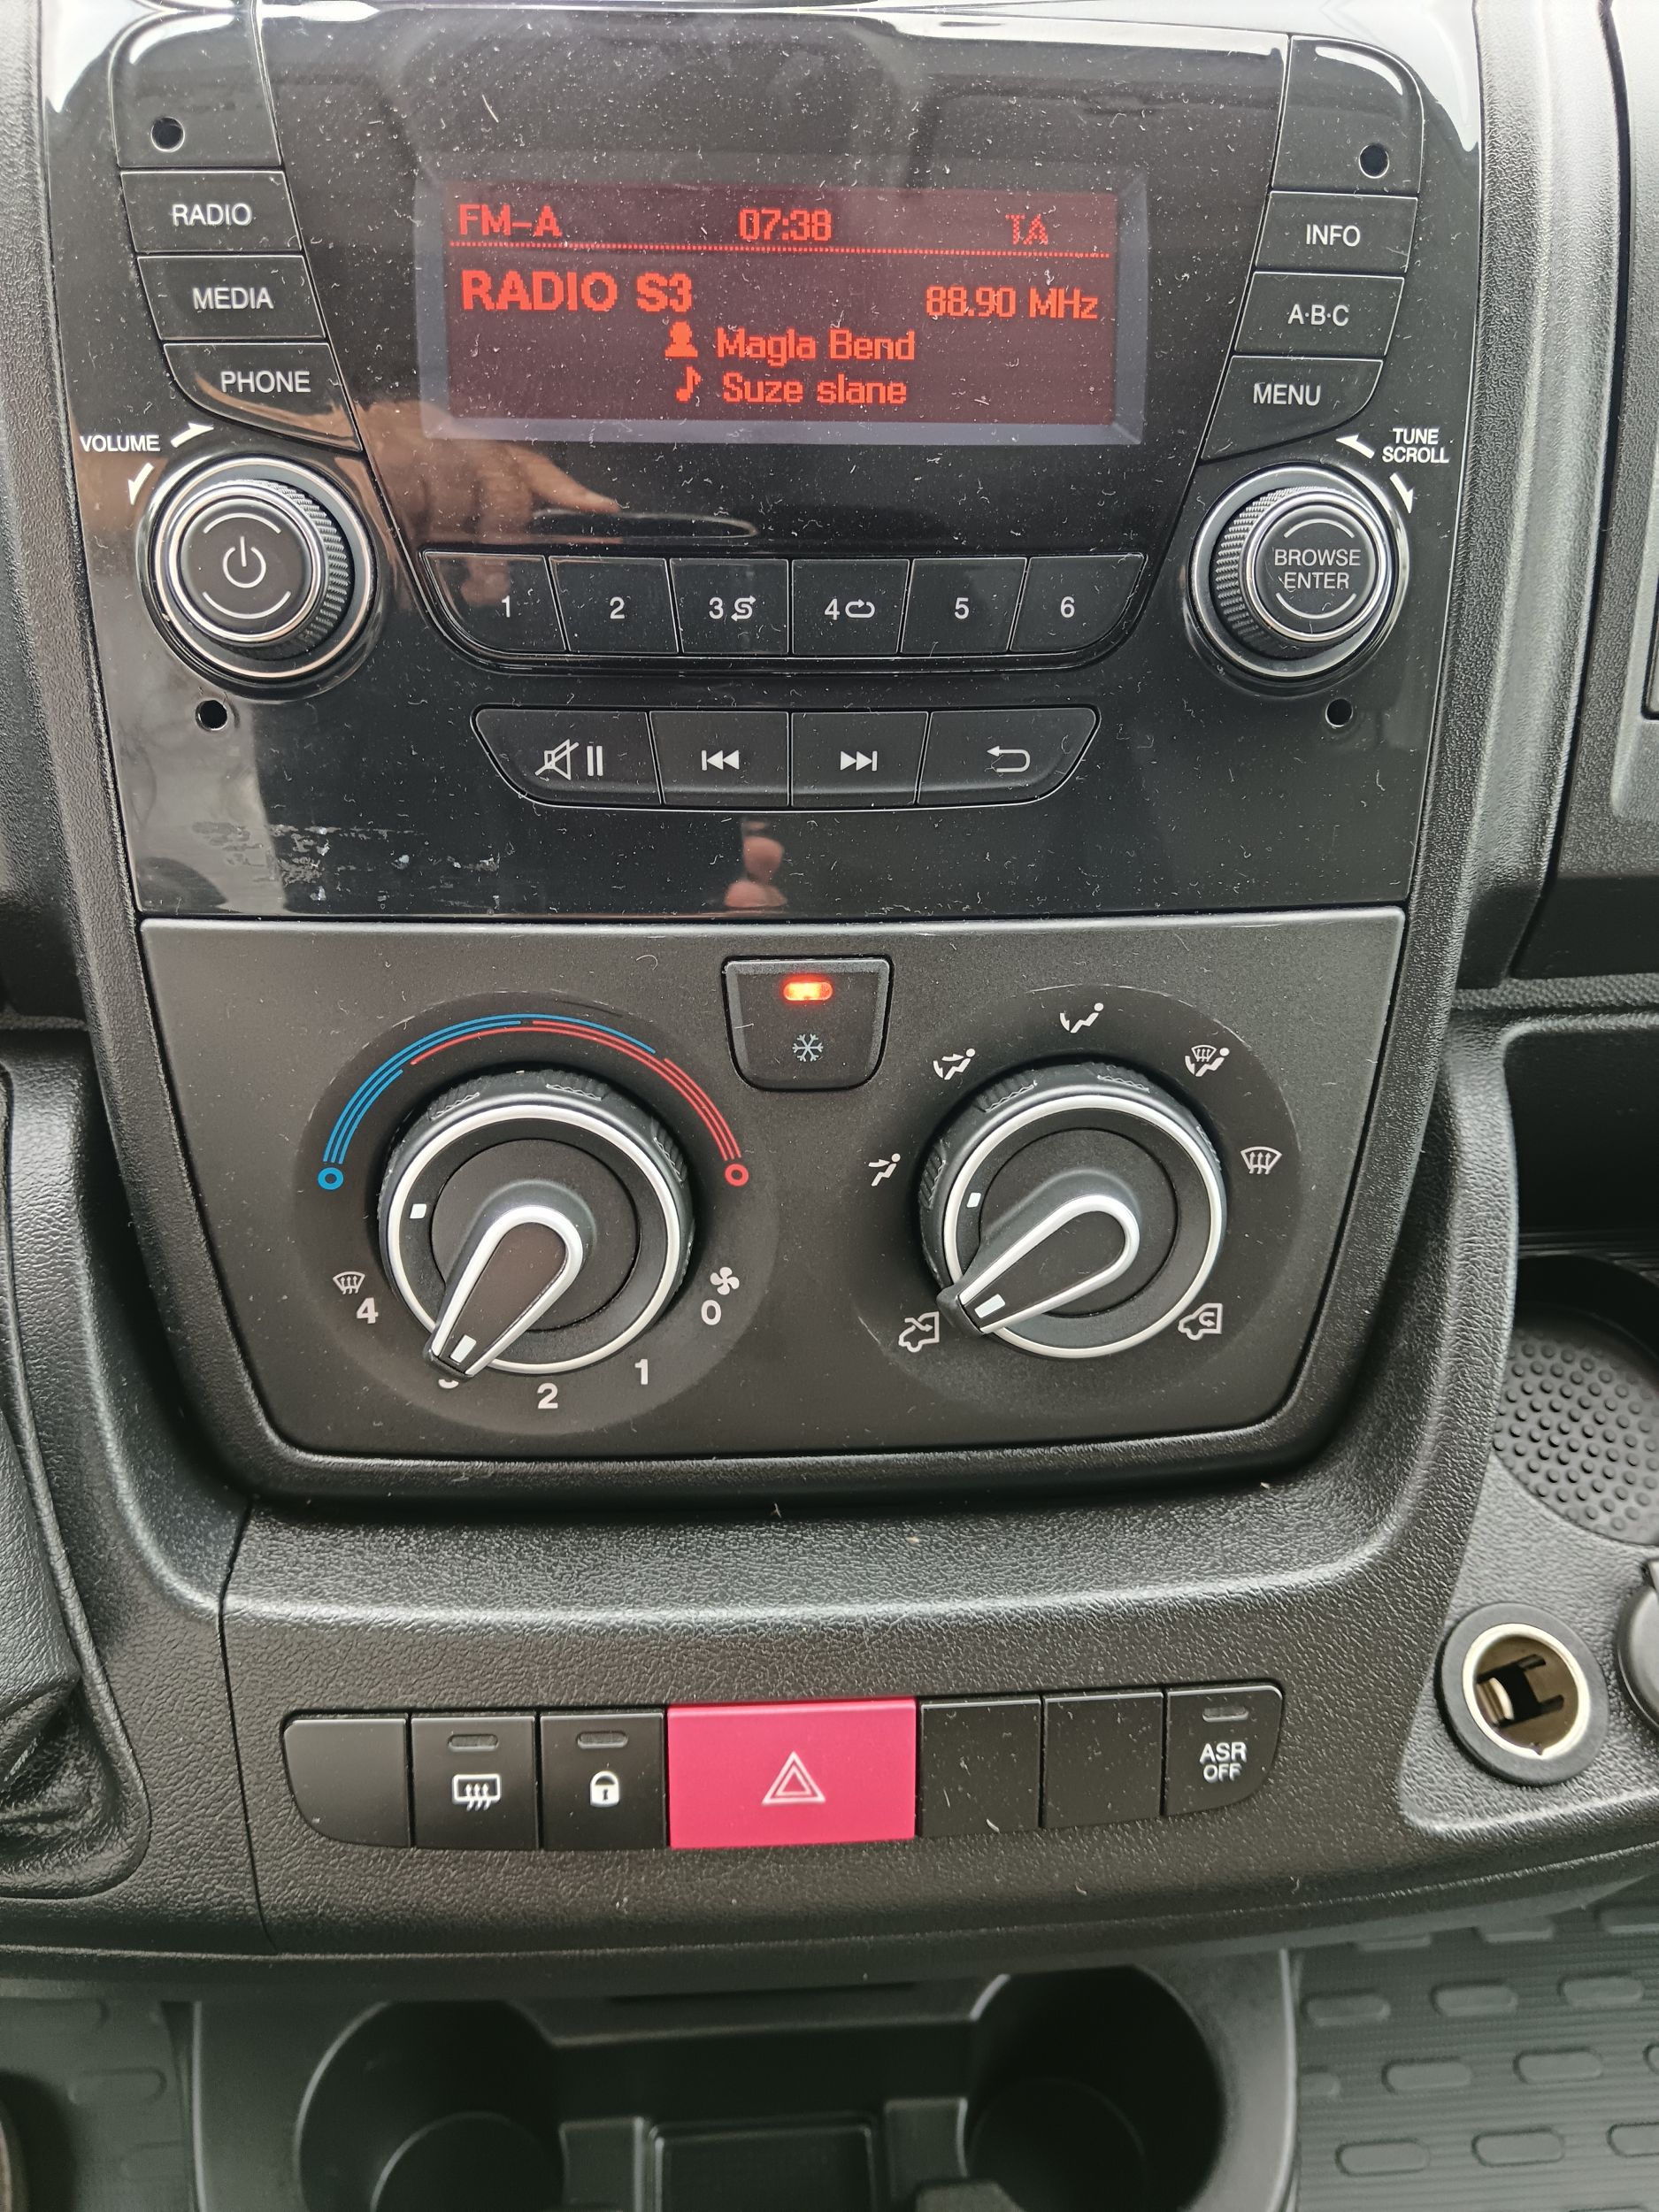 RADIO
MEDIA
PHONE
VOLUME
FM-A 07:38 TA
RADIO S3 88.90 MHz
Magla Bend
Suze slane
INFO
A·B·C
MENU
TUNE
SCROLL
BROWSE
ENTER
1 2 3 4 5 6
4 2 1 0
ASR
OFF